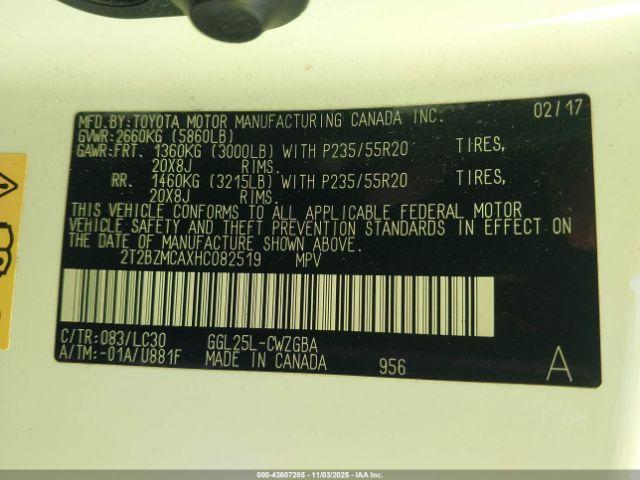 MFD.BY:TOYOTA MOTOR MANUFACTURING CANADA INC. 02/17
GVWR:2660KG (5860LB)
GAWR:FRT. 1360KG (3000LB) WITH P235/55R20 TIRES,
20X8J RIMS.
RR. 1460KG (3215LB) WITH P235/55R20 TIRES,
20X8J RIMS.
THIS VEHICLE CONFORMS TO ALL APPLICABLE FEDERAL MOTOR
VEHICLE SAFETY STANDARDS IN EFFECT ON
THE DATE OF MANUFACTURE SHOWN ABOVE.
2T2BZMCAXHC082519 MPV
C/TR:083/LC30 GGL25L-CWZGBA
A/TM:-01A/U881F MADE IN CANADA 956 A
000-43607285 - 11/03/2025 - IAA Inc.